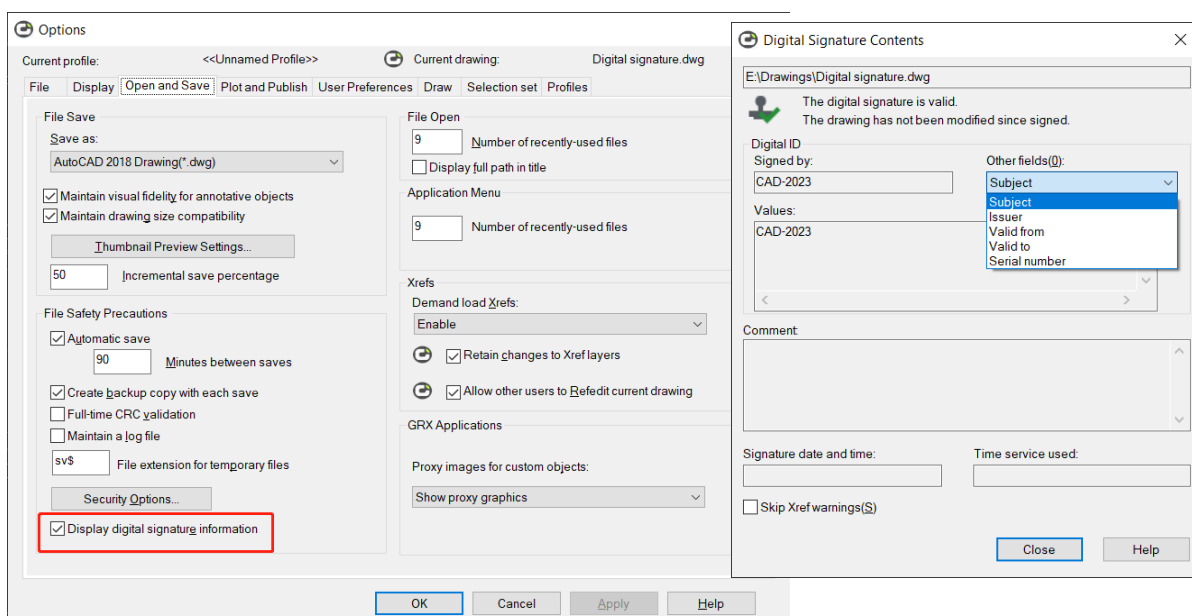 Options
Current profile: <<Unnamed Profile>> Current drawing: Digital signature.dwg
File Display Open and Save Plot and Publish User Preferences Draw Selection set Profiles
File Save
Save as:
AutoCAD 2018 Drawing(*.dwg)
Maintain visual fidelity for annotative objects
Maintain drawing size compatibility
Thumbnail Preview Settings...
50 Incremental save percentage
File Safety Precautions
Automatic save
90 Minutes between saves
Create backup copy with each save
Full-time CRC validation
Maintain a log file
sv$ File extension for temporary files
Security Options...
Display digital signature information
File Open
9 Number of recently-used files
Display full path in title
Application Menu
9 Number of recently-used files
Xrefs
Demand load Xrefs:
Enable
Retain changes to Xref layers
Allow other users to Refedit current drawing
GRX Applications
Proxy images for custom objects:
Show proxy graphics
OK Cancel Apply Help
Digital Signature Contents
E:\Drawings\Digital signature.dwg
The digital signature is valid.
The drawing has not been modified since signed.
Digital ID
Signed by: Other fields(0):
CAD-2023 Subject
Subject
Issuer
Valid from
Valid to
Serial number
Values:
CAD-2023
Comment:
Signature date and time: Time service used:
Skip Xref warnings(S)
Close Help